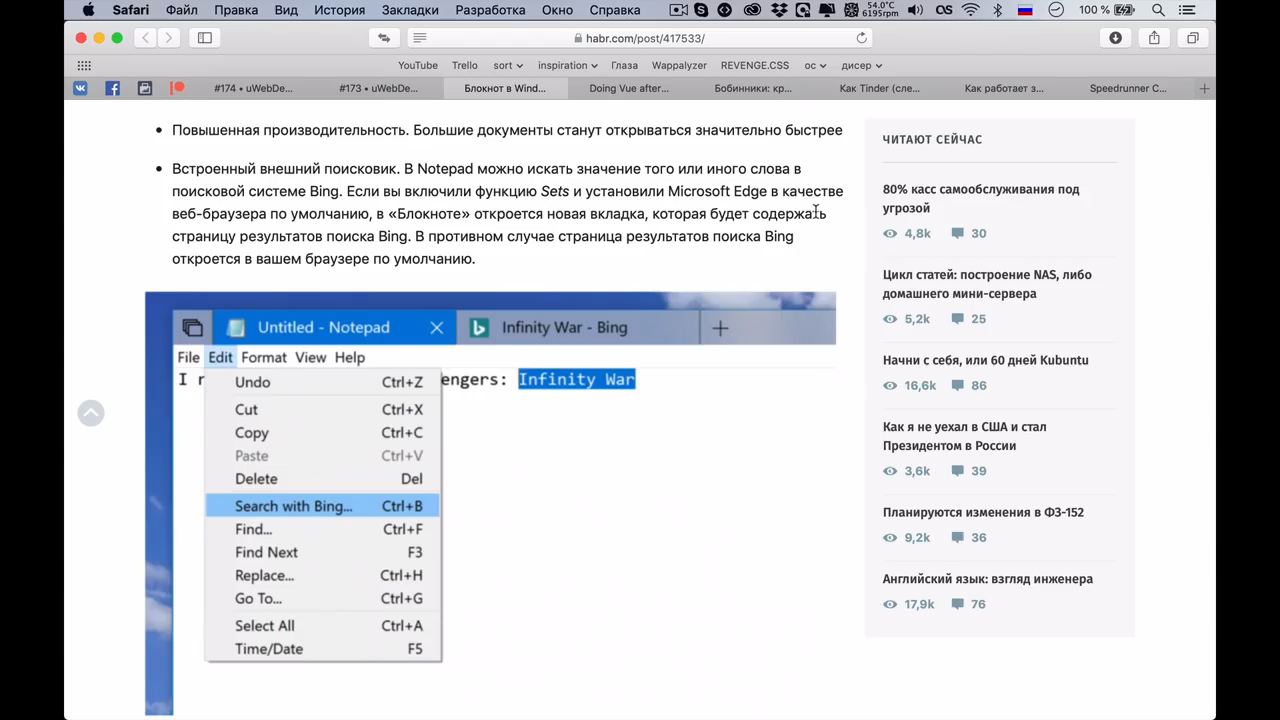 Safari Файл Правка Вид История Закладки Разработка Окно Справка 54.0°C 6195rpm 100 %
habr.com/post/417533/
YouTube Trello sort inspiration Глаза Wappalyzer REVENGE.CSS ос дисер
#174 • uWebDe... #173 • uWebDe... Блокнот в Wind... Doing Vue after... Бобинники: кр... Как Tinder (сле... Как работает з... Speedrunner C...
• Повышенная производительность. Большие документы станут открываться значительно быстрее
• Встроенный внешний поисковик. В Notepad можно искать значение того или иного слова в
поисковой системе Bing. Если вы включили функцию Sets и установили Microsoft Edge в качестве
веб-браузера по умолчанию, в «Блокноте» откроется новая вкладка, которая будет содержать
страницу результатов поиска Bing. В противном случае страница результатов поиска Bing
откроется в вашем браузере по умолчанию.
Untitled - Notepad Infinity War - Bing
File Edit Format View Help
engers: Infinity War
Undo Ctrl+Z
Cut Ctrl+X
Copy Ctrl+C
Paste Ctrl+V
Delete Del
Search with Bing... Ctrl+B
Find... Ctrl+F
Find Next F3
Replace... Ctrl+H
Go To... Ctrl+G
Select All Ctrl+A
Time/Date F5
ЧИТАЮТ СЕЙЧАС
80% касс самообслуживания под
угрозой
4,8k 30
Цикл статей: построение NAS, либо
домашнего мини-сервера
5,2k 25
Начни с себя, или 60 дней Kubuntu
16,6k 86
Как я не уехал в США и стал
Президентом в России
3,6k 39
Планируются изменения в ФЗ-152
9,2k 36
Английский язык: взгляд инженера
17,9k 76